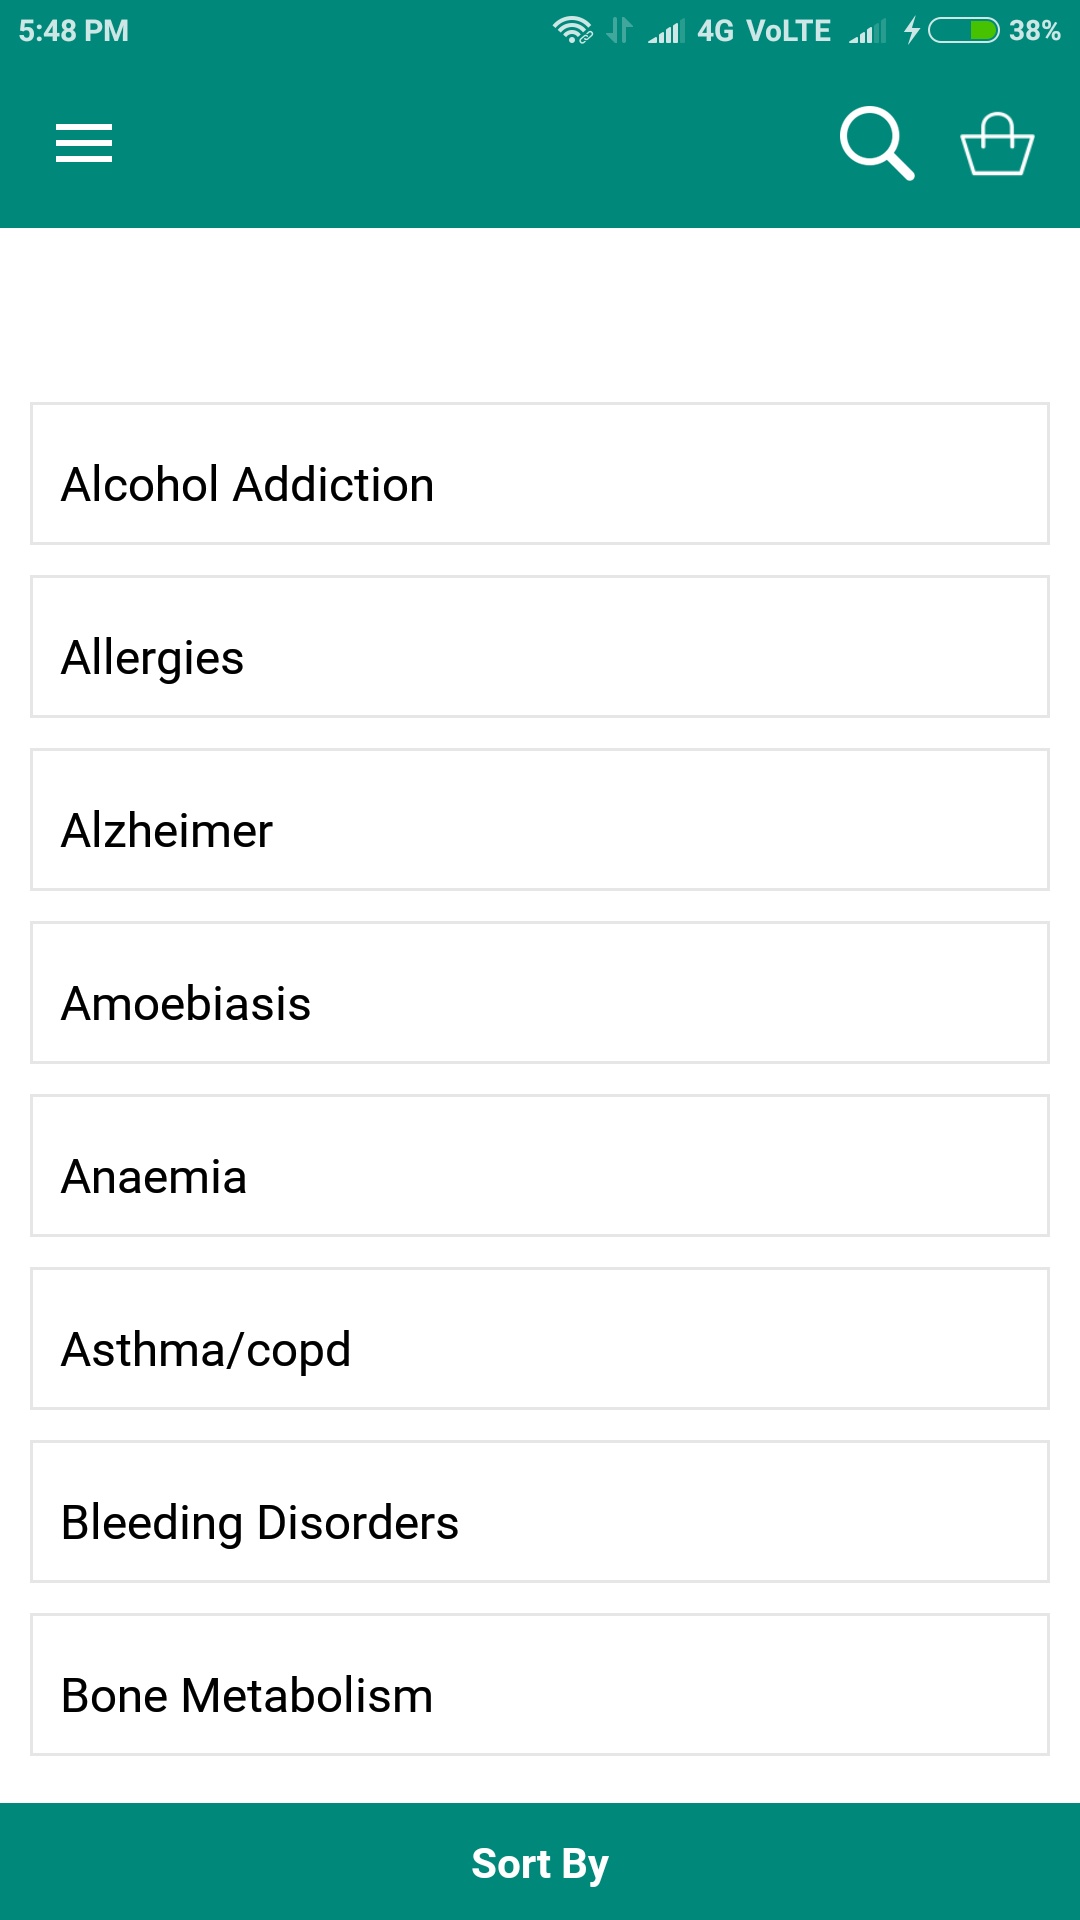 5:48 PM 4G VoLTE 38%
Alcohol Addiction
Allergies
Alzheimer
Amoebiasis
Anaemia
Asthma/copd
Bleeding Disorders
Bone Metabolism
Sort By